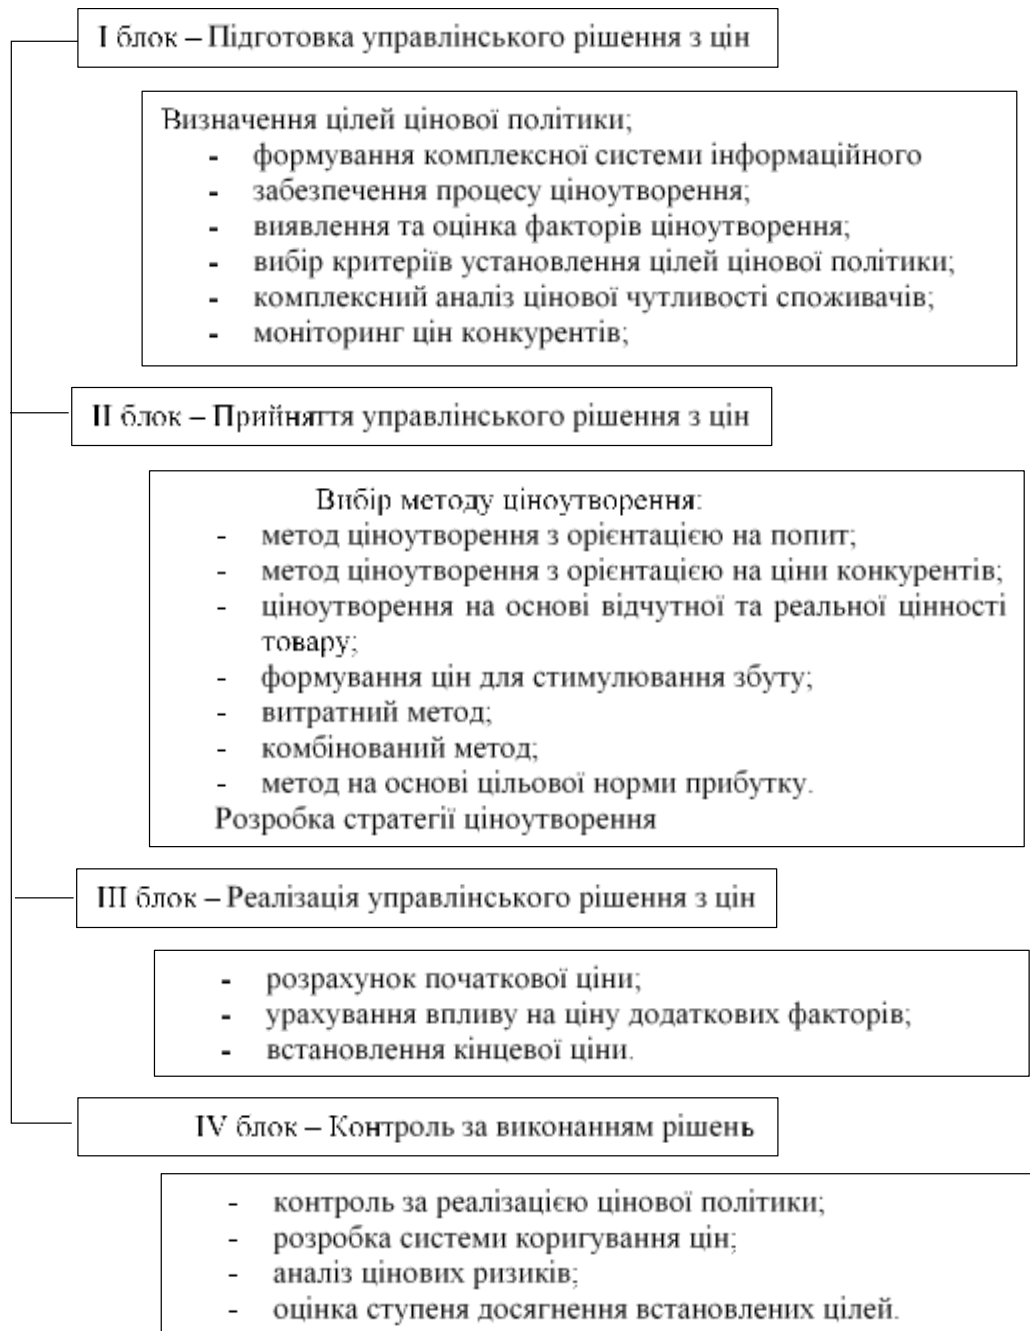 I блок – Підготовка управлінського рішення з цін
Визначення цілей цінової політики;
- формування комплексної системи інформаційного
- забезпечення процесу ціноутворення;
- виявлення та оцінка факторів ціноутворення;
- вибір критеріїв установлення цілей цінової політики;
- комплексний аналіз цінової чутливості споживачів;
- моніторинг цін конкурентів;
II блок – Прийняття управлінського рішення з цін
Вибір методу ціноутворення:
- метод ціноутворення з орієнтацією на попит;
- метод ціноутворення з орієнтацією на ціни конкурентів;
- ціноутворення на основі відчутної та реальної цінності
товару;
- формування цін для стимулювання збуту;
- витратний метод;
- комбінований метод;
- метод на основі цільової норми прибутку.
Розробка стратегії ціноутворення
III блок – Реалізація управлінського рішення з цін
- розрахунок початкової ціни;
- урахування впливу на ціну додаткових факторів;
- встановлення кінцевої ціни.
IV блок – Контроль за виконанням рішень
- контроль за реалізацією цінової політики;
- розробка системи коригування цін;
- аналіз цінових ризиків;
- оцінка ступеня досягнення встановлених цілей.